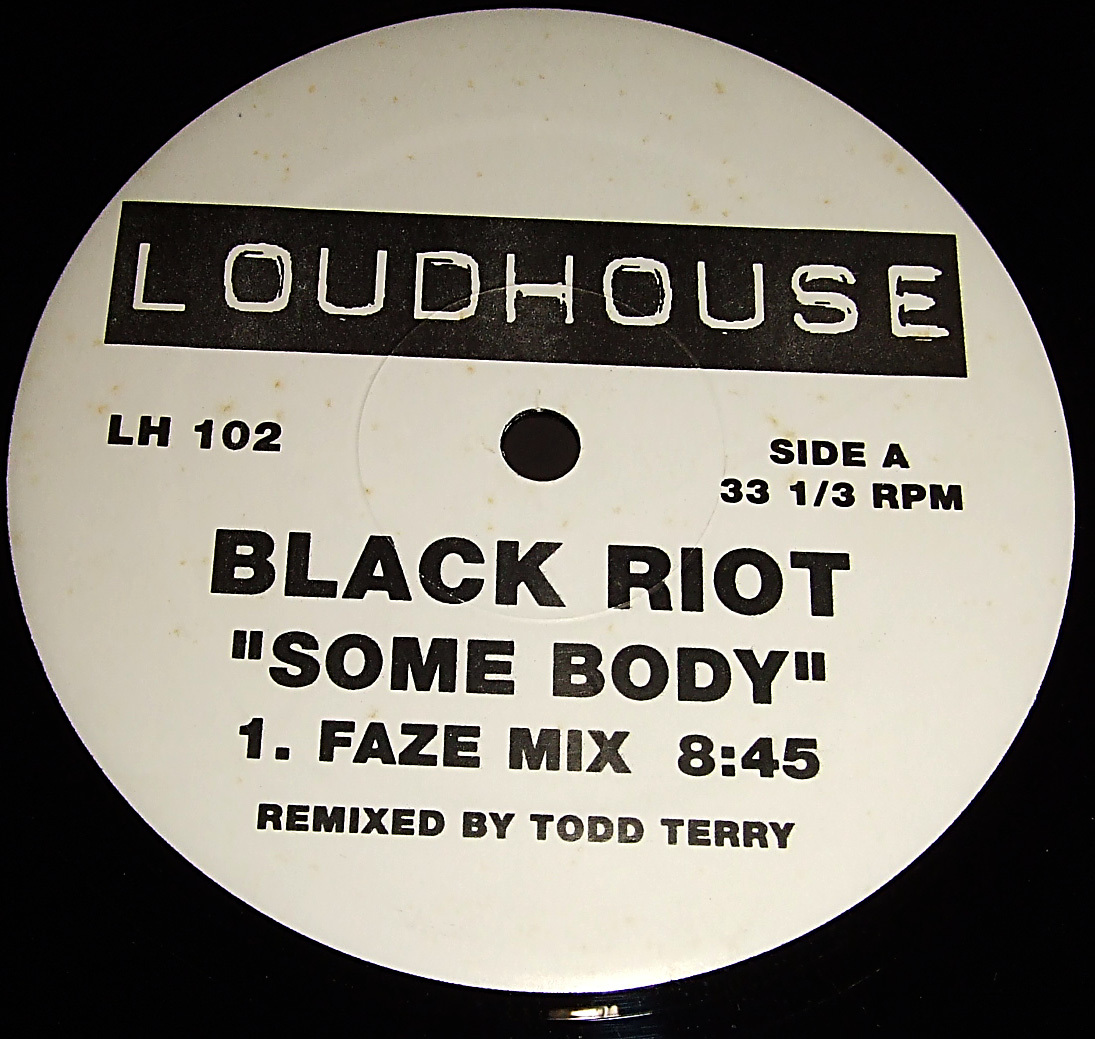 LOUDHOUSE
LH 102
SIDE A
33 1/3 RPM
BLACK RIOT
"SOME BODY"
1. FAZE MIX 8:45
REMIXED BY TODD TERRY